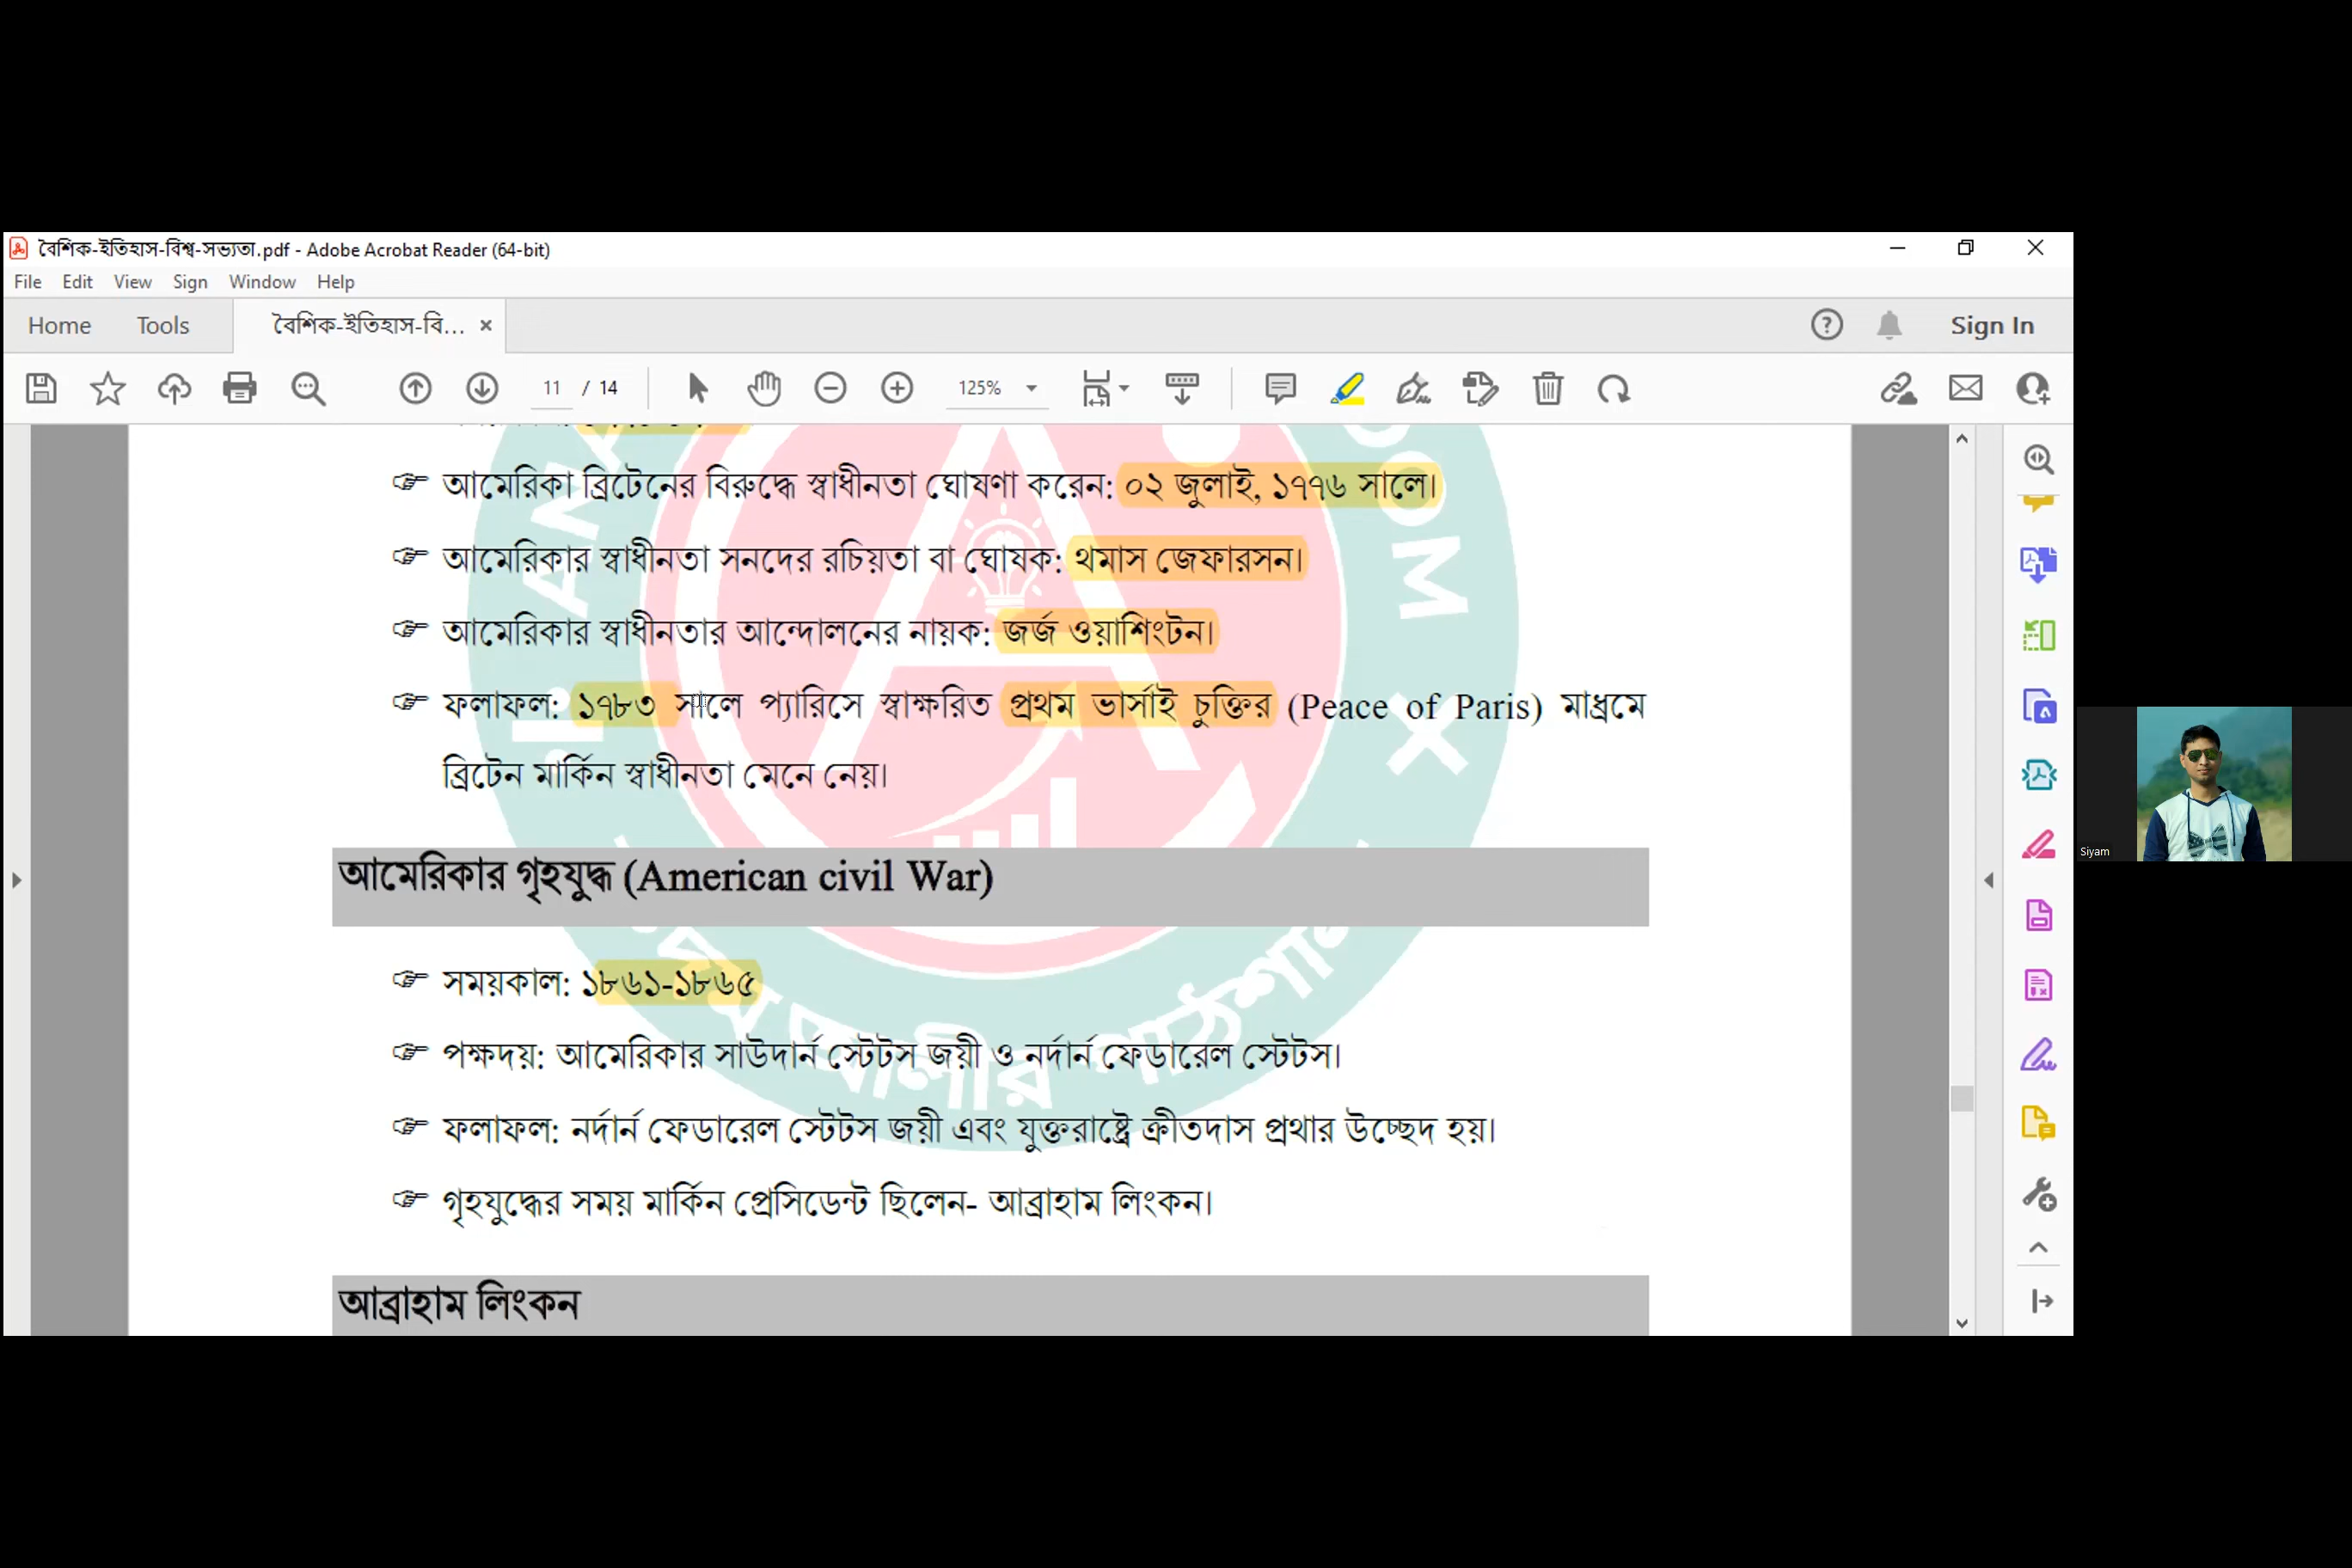 বৈশিক-ইতিহাস-বিশ্ব-সভ্যতা.pdf - Adobe Acrobat Reader (64-bit)
File Edit View Sign Window Help
Home Tools বৈশিক-ইতিহাস-বি... × Sign In
11 / 14 125%
☞ আমেরিকা ব্রিটেনের বিরুদ্ধে স্বাধীনতা ঘোষণা করেন: ০২ জুলাই, ১৭৭৬ সালে।
☞ আমেরিকার স্বাধীনতা সনদের রচিয়তা বা ঘোষক: থমাস জেফারসন।
☞ আমেরিকার স্বাধীনতার আন্দোলনের নায়ক: জর্জ ওয়াশিংটন।
☞ ফলাফল: ১৭৮৩ সালে প্যারিসে স্বাক্ষরিত প্রথম ভার্সাই চুক্তির (Peace of Paris) মাধ্রমে
ব্রিটেন মার্কিন স্বাধীনতা মেনে নেয়।
আমেরিকার গৃহযুদ্ধ (American civil War)
☞ সময়কাল: ১৮৬১-১৮৬৫
☞ পক্ষদয়: আমেরিকার সাউদার্ন স্টেটস জয়ী ও নর্দার্ন ফেডারেল স্টেটস।
☞ ফলাফল: নর্দার্ন ফেডারেল স্টেটস জয়ী এবং যুক্তরাষ্ট্রে ক্রীতদাস প্রথার উচ্ছেদ হয়।
☞ গৃহযুদ্ধের সময় মার্কিন প্রেসিডেন্ট ছিলেন- আব্রাহাম লিংকন।
আব্রাহাম লিংকন
Siyam